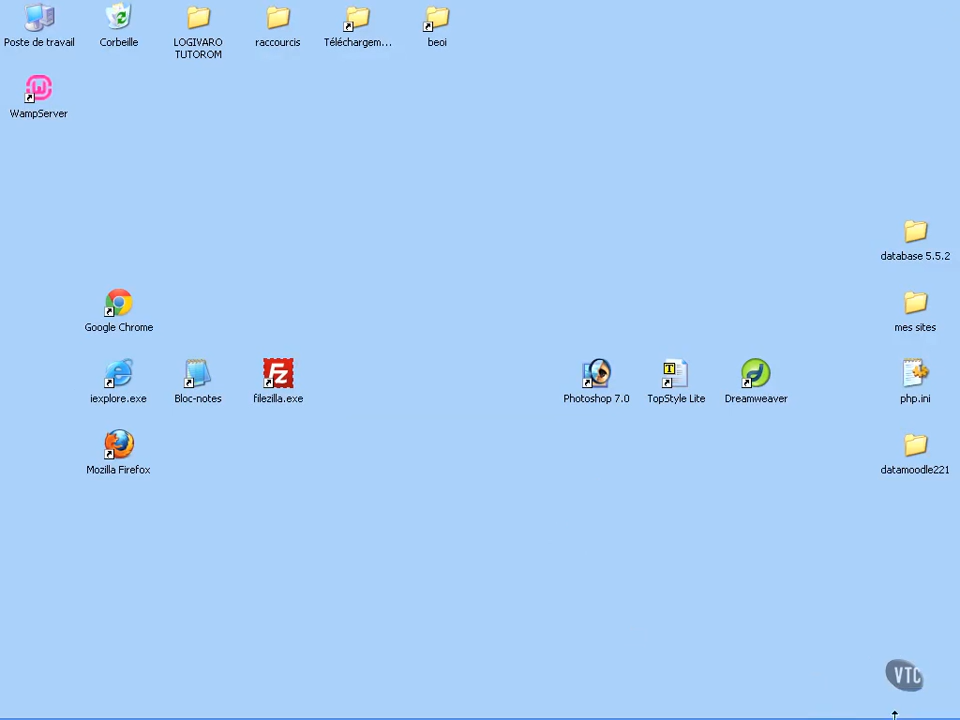 Poste de travail
Corbeille
LOGIVARO
TUTOROM
raccourcis
Téléchargem...
beoi
WampServer
database 5.5.2
Google Chrome
mes sites
iexplore.exe
Bloc-notes
filezilla.exe
Photoshop 7.0
TopStyle Lite
Dreamweaver
php.ini
Mozilla Firefox
datamoodle221
VTC